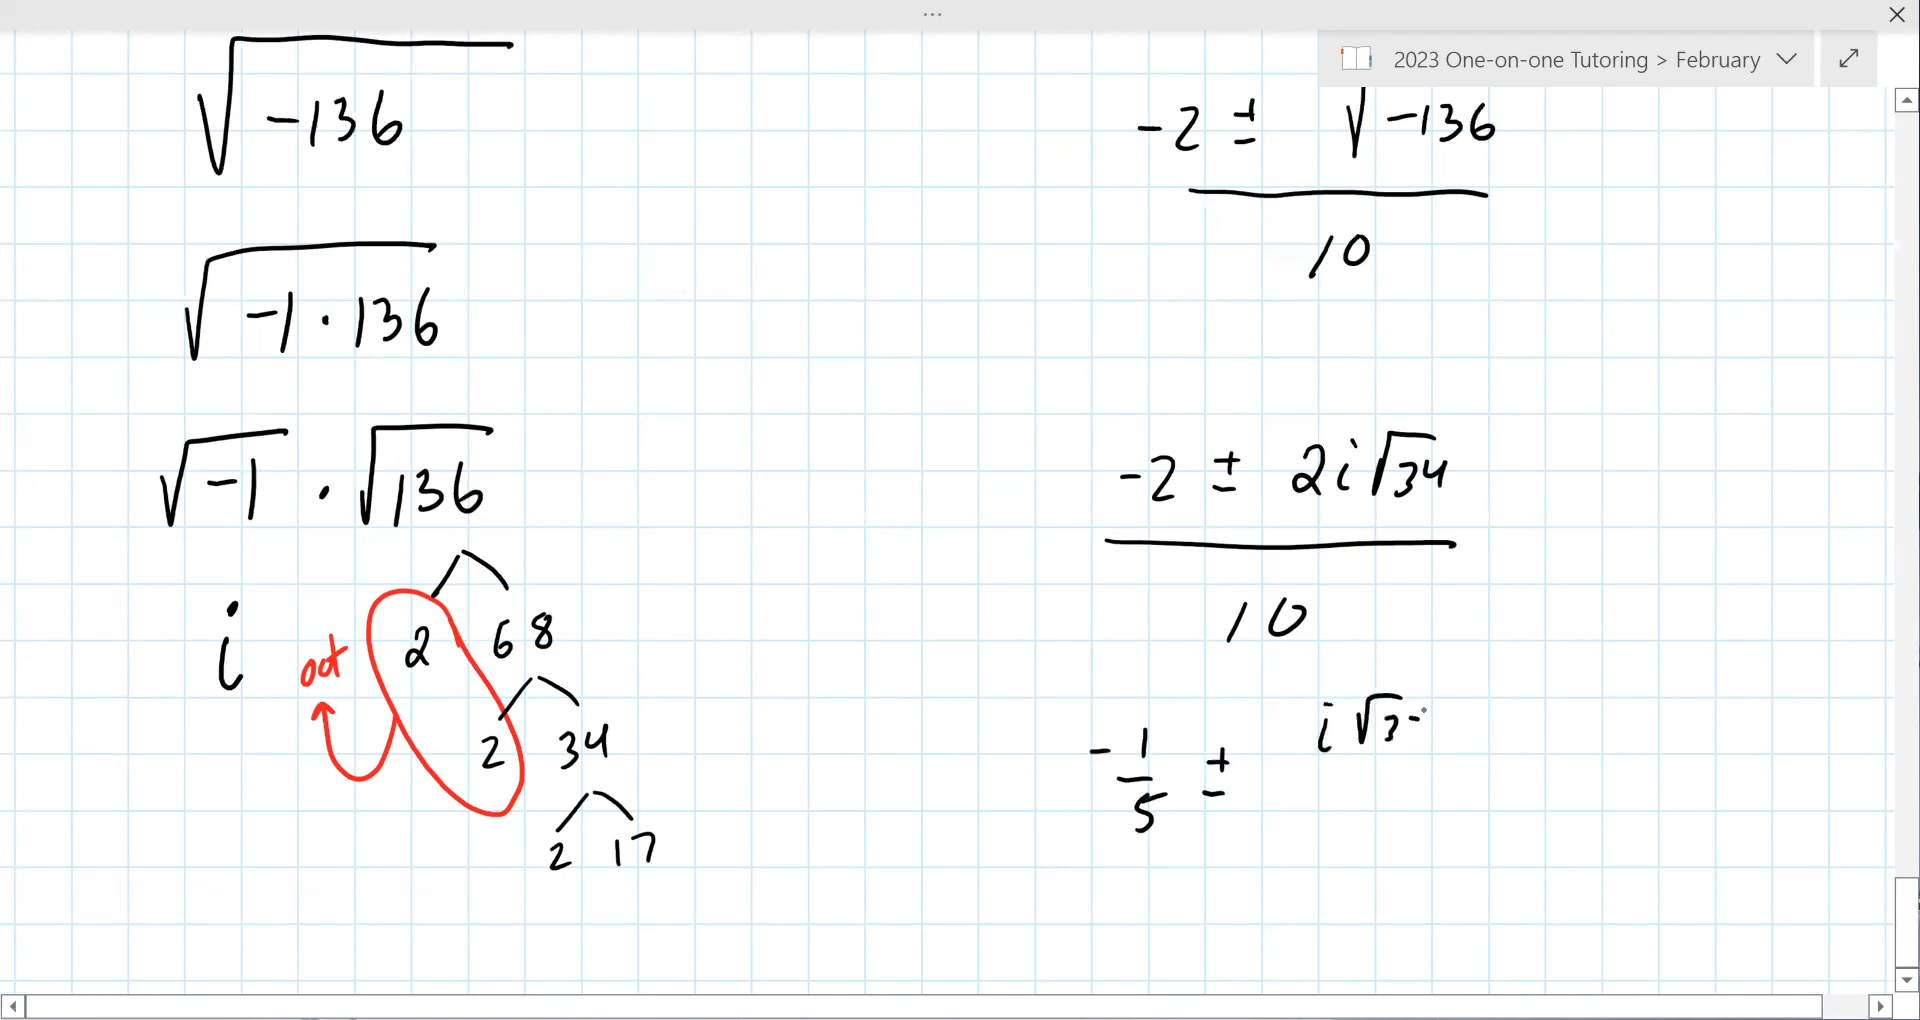 ...
2023 One-on-one Tutoring > February
√-136
√-1 · 136
√-1 · √136
i
out
2 68
2 34
2 17
-2 ± √-136
10
-2 ± 2i√34
10
-1/5 ± i√3